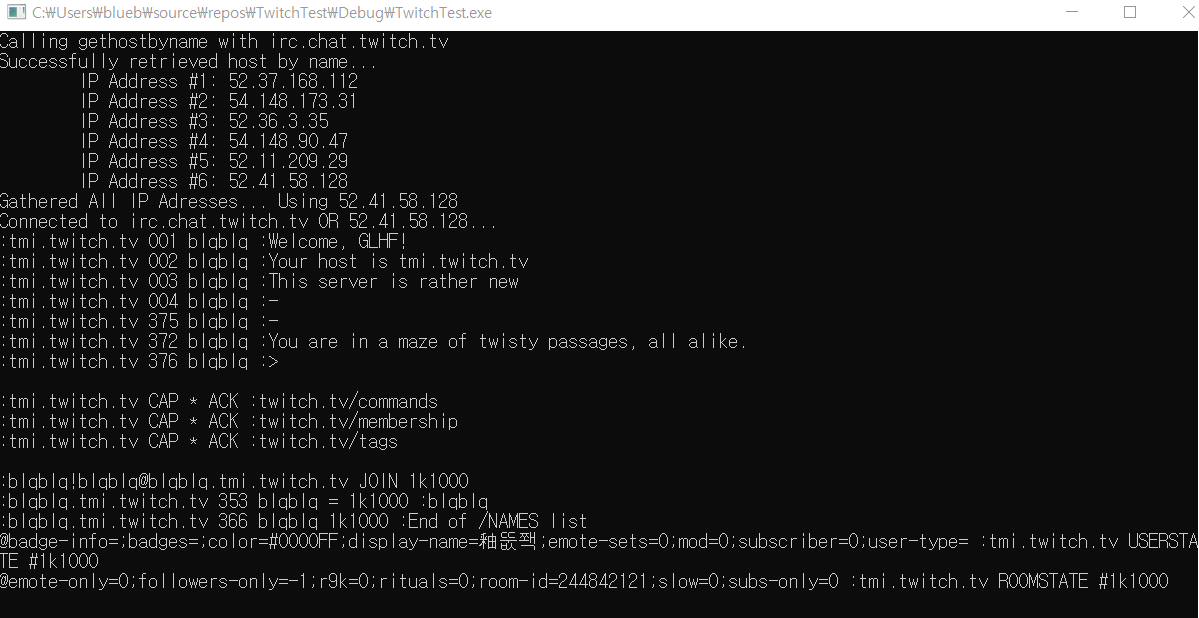 C:₩Users₩blueb₩source₩repos₩TwitchTest₩Debug₩TwitchTest.exe
Calling gethostbyname with irc.chat.twitch.tv
Successfully retrieved host by name...
IP Address #1: 52.37.168.112
IP Address #2: 54.148.173.31
IP Address #3: 52.36.3.35
IP Address #4: 54.148.90.47
IP Address #5: 52.11.209.29
IP Address #6: 52.41.58.128
Gathered All IP Adresses... Using 52.41.58.128
Connected to irc.chat.twitch.tv OR 52.41.58.128...
:tmi.twitch.tv 001 blqblq :Welcome, GLHF!
:tmi.twitch.tv 002 blqblq :Your host is tmi.twitch.tv
:tmi.twitch.tv 003 blqblq :This server is rather new
:tmi.twitch.tv 004 blqblq :-
:tmi.twitch.tv 375 blqblq :-
:tmi.twitch.tv 372 blqblq :You are in a maze of twisty passages, all alike.
:tmi.twitch.tv 376 blqblq :>
:tmi.twitch.tv CAP * ACK :twitch.tv/commands
:tmi.twitch.tv CAP * ACK :twitch.tv/membership
:tmi.twitch.tv CAP * ACK :twitch.tv/tags
:blqblq!blqblq@blqblq.tmi.twitch.tv JOIN 1k1000
:blqblq.tmi.twitch.tv 353 blqblq = 1k1000 :blqblq
:blqblq.tmi.twitch.tv 366 blqblq 1k1000 :End of /NAMES list
@badge-info=;badges=;color=#0000FF;display-name=釉붾풄;emote-sets=0;mod=0;subscriber=0;user-type= :tmi.twitch.tv USERSTA
TE #1k1000
@emote-only=0;followers-only=-1;r9k=0;rituals=0;room-id=244842121;slow=0;subs-only=0 :tmi.twitch.tv ROOMSTATE #1k1000